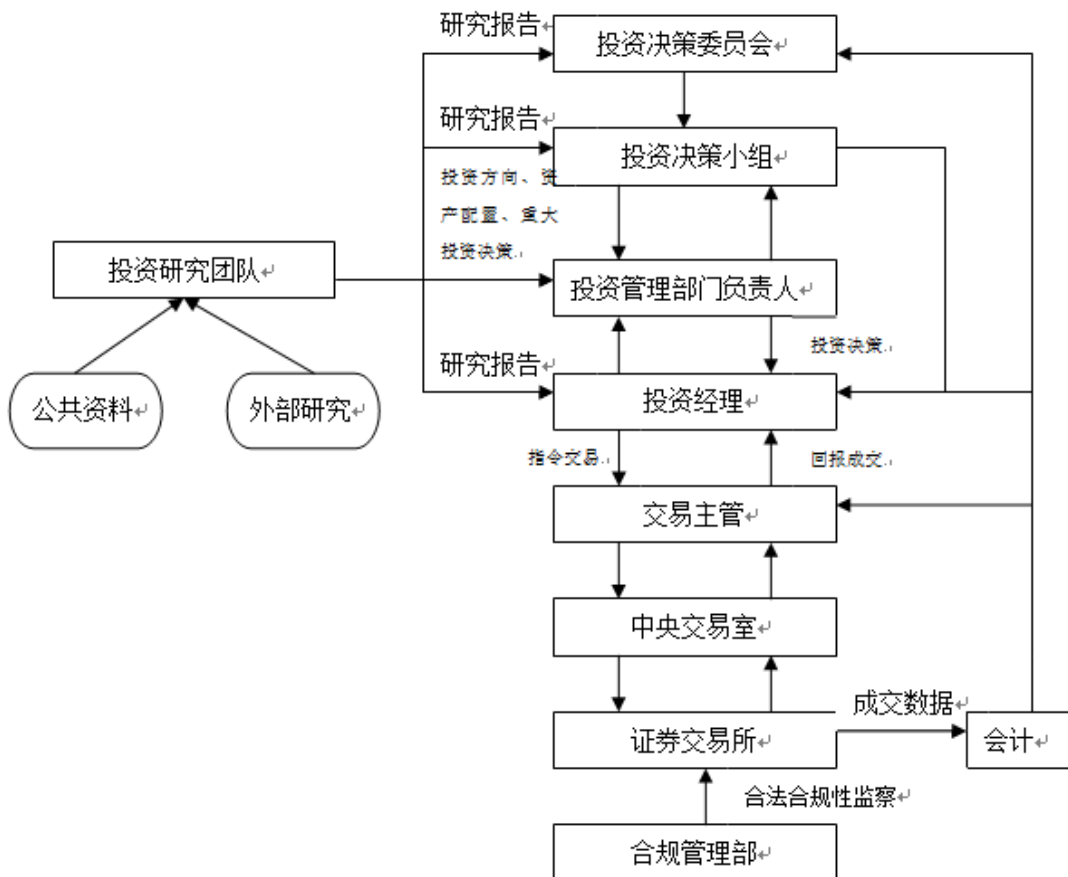 研究报告
投资决策委员会
研究报告
投资决策小组
投资方向、资
产配置、重大
投资决策.
投资研究团队
投资管理部门负责人
投资决策.
研究报告
投资经理
公共资料
外部研究
指令交易.
回报成交.
交易主管
中央交易室
成交数据
证券交易所
会计
合法合规性监察
合规管理部